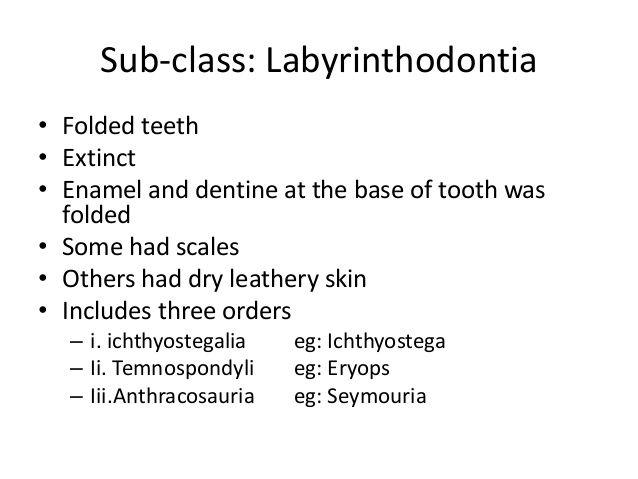 Sub-class: Labyrinthodontia
• Folded teeth
• Extinct
• Enamel and dentine at the base of tooth was
folded
• Some had scales
• Others had dry leathery skin
• Includes three orders
– i. ichthyostegalia eg: Ichthyostega
– Ii. Temnospondyli eg: Eryops
– Iii.Anthracosauria eg: Seymouria